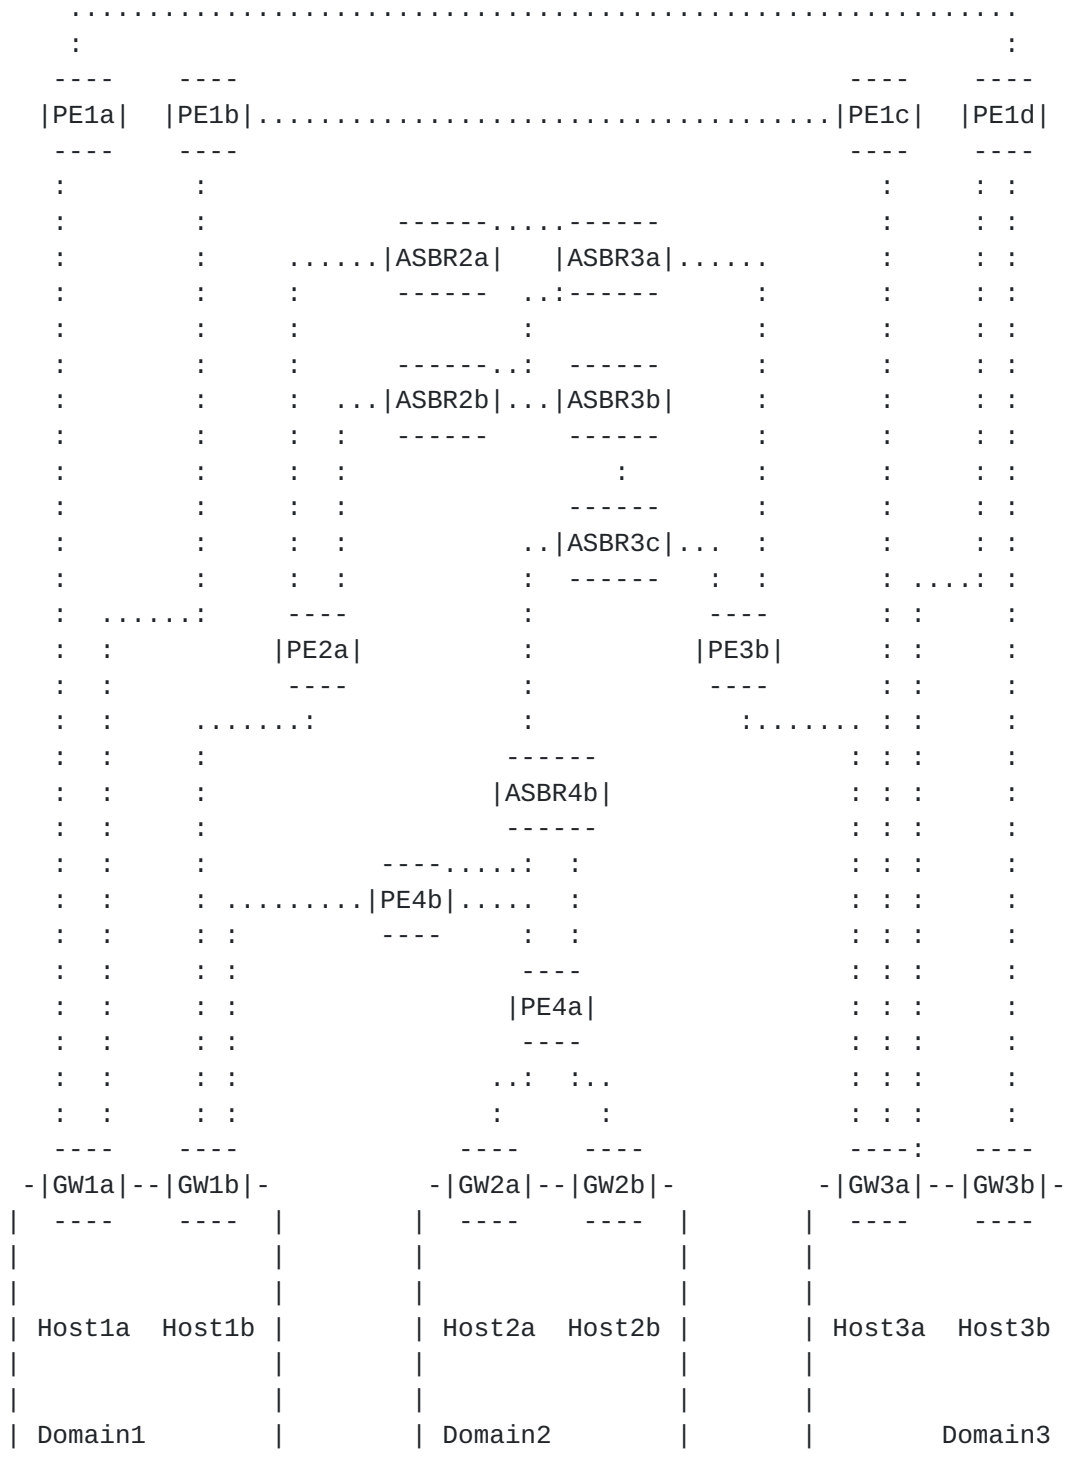 ..............................................................
:                                                            :
----    ----                                       ----    ----
|PE1a|  |PE1b|.....................................|PE1c|  |PE1d|
----    ----                                       ----    ----
:        :                                           :     : :
:        :            ------.....------              :     : :
:        :     ......|ASBR2a|   |ASBR3a|......       :     : :
:        :     :      ------  ..:------      :       :     : :
:        :     :              :              :       :     : :
:        :     :      ------..:  ------      :       :     : :
:        :     :  ...|ASBR2b|...|ASBR3b|     :       :     : :
:        :     :  :   ------     ------      :       :     : :
:        :     :  :                 :        :       :     : :
:        :     :  :              ------      :       :     : :
:        :     :  :           ..|ASBR3c|...  :       :     : :
:        :     :  :           :  ------   :  :       : ....: :
:  ......:     ----           :           ----       : :     :
:  :          |PE2a|          :          |PE3b|      : :     :
:  :           ----           :           ----       : :     :
:  :     .......:             :             :....... : :     :
:  :     :                   ------                : : :     :
:  :     :                  |ASBR4b|               : : :     :
:  :     :                   ------                : : :     :
:  :     :           ----.....:  :                 : : :     :
:  :     : .........|PE4b|.....  :                 : : :     :
:  :     : :         ----     :  :                 : : :     :
:  :     : :                  ----                 : : :     :
:  :     : :                 |PE4a|                : : :     :
:  :     : :                  ----                 : : :     :
:  :     : :                ..:  :..               : : :     :
:  :     : :                :      :               : : :     :
----    ----              ----    ----             ----:   ----
-|GW1a|--|GW1b|-          -|GW2a|--|GW2b|-         -|GW3a|--|GW3b|-
|  ----    ----  |        |  ----    ----  |       |  ----    ----
|                |        |                |       |
|                |        |                |       |
| Host1a  Host1b |        | Host2a  Host2b |       | Host3a  Host3b
|                |        |                |       |
|                |        |                |       |
| Domain1        |        | Domain2        |       |        Domain3